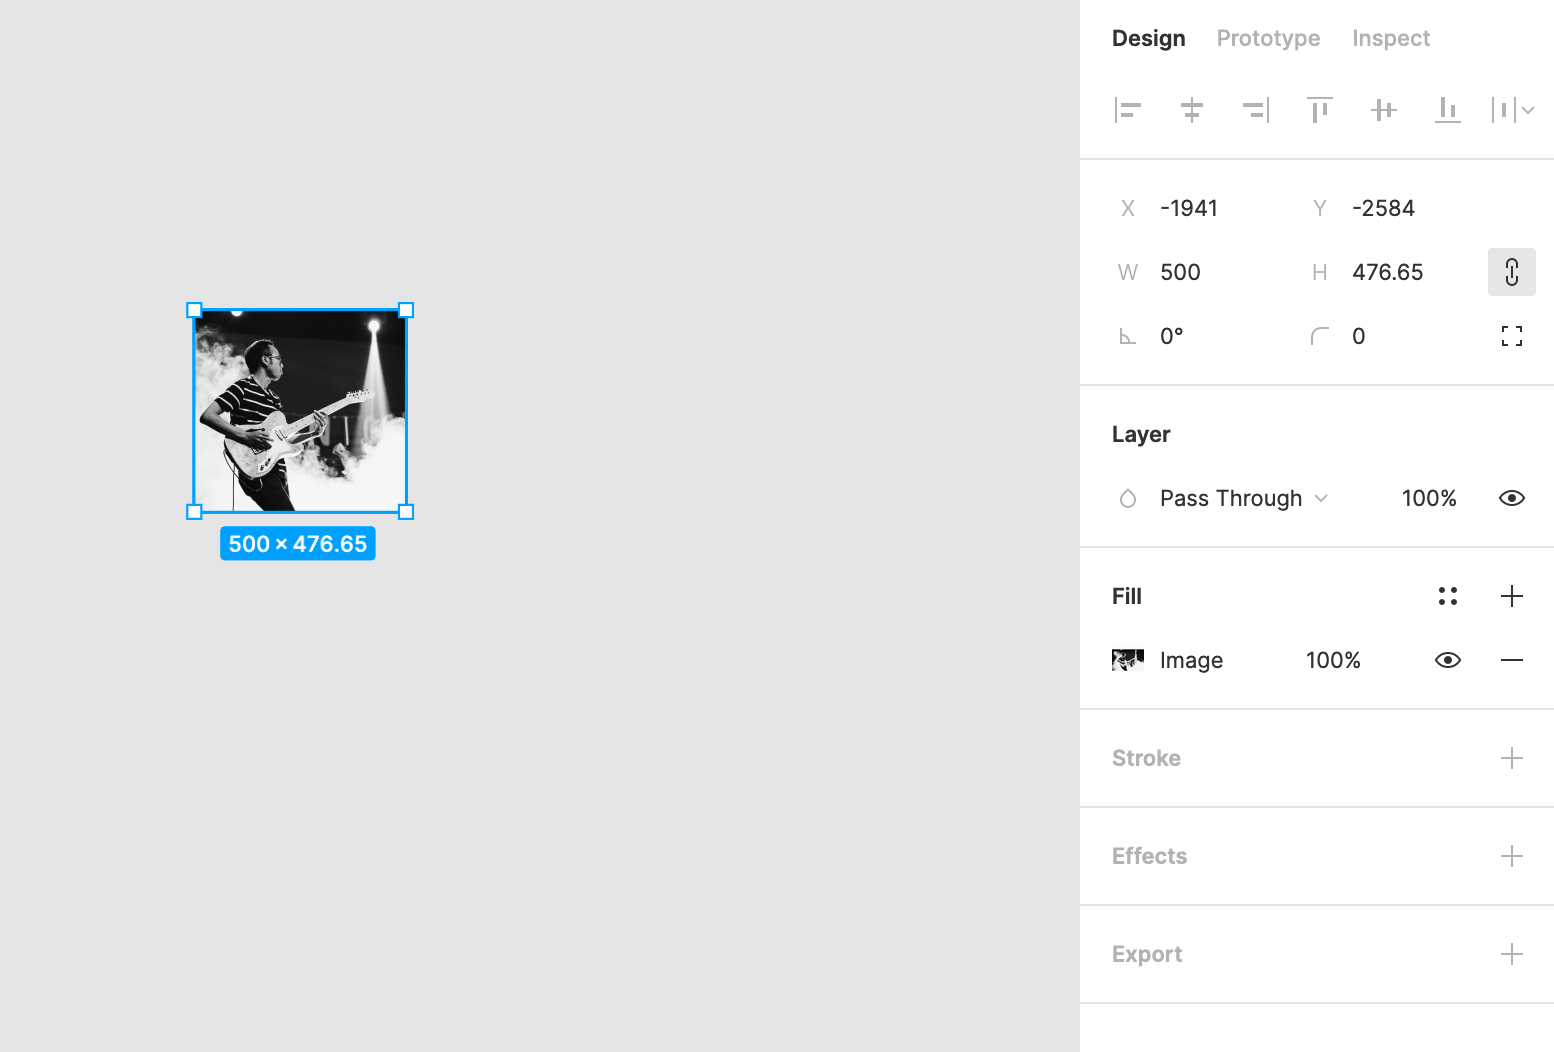 Design Prototype Inspect
X -1941 Y -2584
W 500 H 476.65
0° 0
Layer
Pass Through 100%
Fill
Image 100%
Stroke
Effects
Export
500 × 476.65